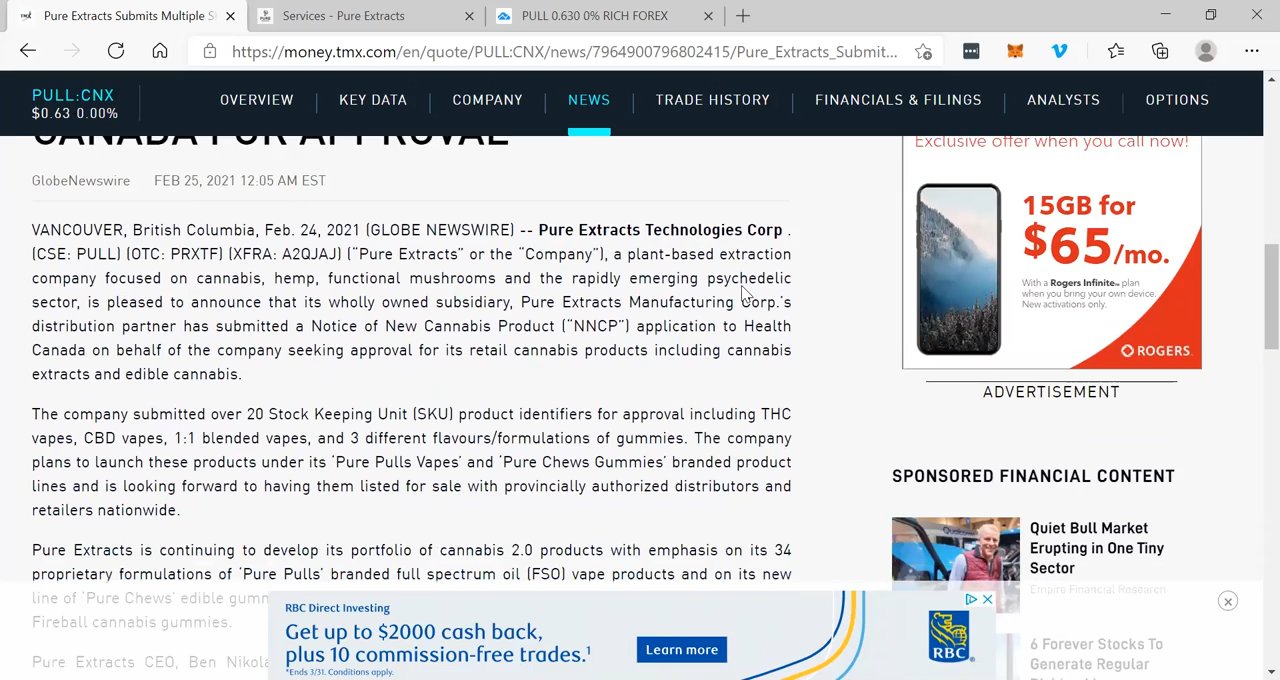 Pure Extracts Submits Multiple S
Services - Pure Extracts
PULL 0.630 0% RICH FOREX
https://money.tmx.com/en/quote/PULL:CNX/news/7964900796802415/Pure_Extracts_Submit...
PULL:CNX
$0.63 0.00%
OVERVIEW
KEY DATA
COMPANY
NEWS
TRADE HISTORY
FINANCIALS & FILINGS
ANALYSTS
OPTIONS
CANADA FOR APPROVAL
GlobeNewswire FEB 25, 2021 12:05 AM EST
VANCOUVER, British Columbia, Feb. 24, 2021 (GLOBE NEWSWIRE) -- Pure Extracts Technologies Corp .
(CSE: PULL) (OTC: PRXTF) (XFRA: A2QJAJ) (“Pure Extracts” or the “Company”), a plant-based extraction
company focused on cannabis, hemp, functional mushrooms and the rapidly emerging psychedelic
sector, is pleased to announce that its wholly owned subsidiary, Pure Extracts Manufacturing Corp.’s
distribution partner has submitted a Notice of New Cannabis Product (“NNCP”) application to Health
Canada on behalf of the company seeking approval for its retail cannabis products including cannabis
extracts and edible cannabis.
The company submitted over 20 Stock Keeping Unit (SKU) product identifiers for approval including THC
vapes, CBD vapes, 1:1 blended vapes, and 3 different flavours/formulations of gummies. The company
plans to launch these products under its ‘Pure Pulls Vapes’ and ‘Pure Chews Gummies’ branded product
lines and is looking forward to having them listed for sale with provincially authorized distributors and
retailers nationwide.
Pure Extracts is continuing to develop its portfolio of cannabis 2.0 products with emphasis on its 34
proprietary formulations of ‘Pure Pulls’ branded full spectrum oil (FSO) vape products and on its new
line of ‘Pure Chews’ edible gumm
Fireball cannabis gummies.
Pure Extracts CEO, Ben Nikola
Exclusive offer when you call now!
15GB for
$65/mo.
With a Rogers Infinite™ plan
when you bring your own device.
New activations only.
ROGERS
ADVERTISEMENT
SPONSORED FINANCIAL CONTENT
Quiet Bull Market
Erupting in One Tiny
Sector
Empire Financial Research
6 Forever Stocks To
Generate Regular
RBC Direct Investing
Get up to $2000 cash back,
plus 10 commission-free trades.¹
*Ends 3/31. Conditions apply.
Learn more
RBC